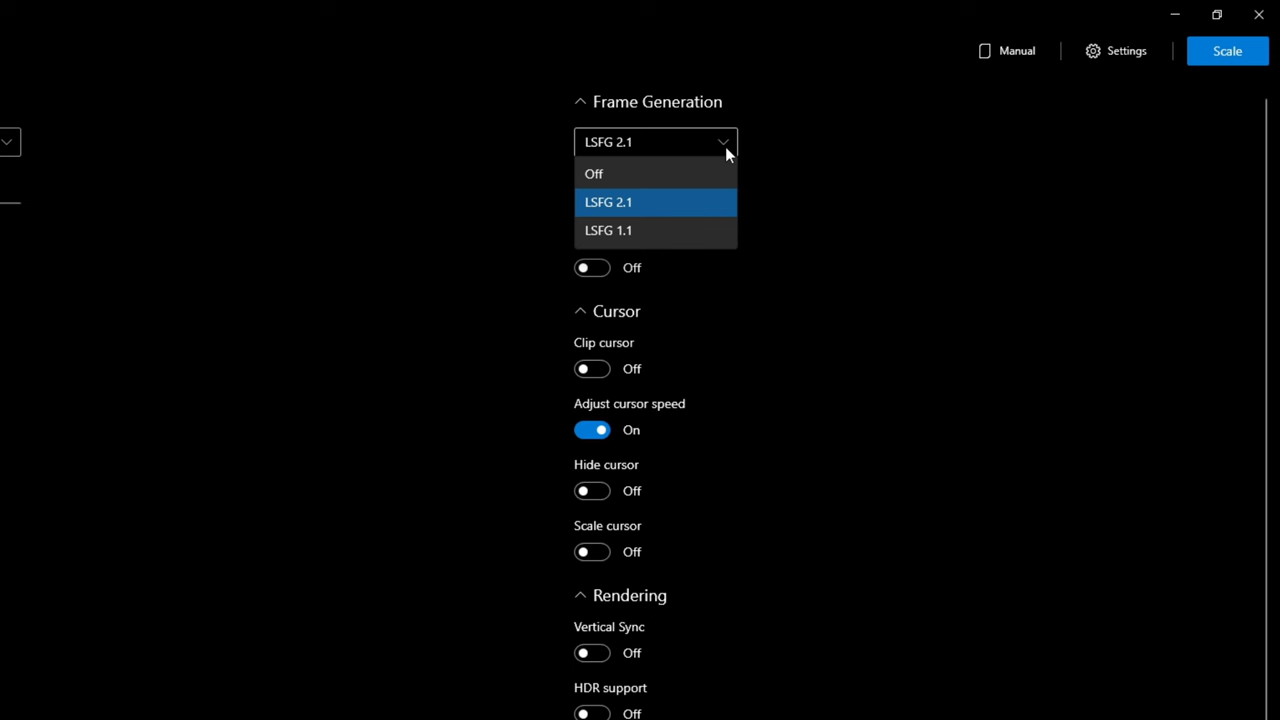 Manual
Settings
Scale
Frame Generation
LSFG 2.1
Off
LSFG 2.1
LSFG 1.1
Off
Cursor
Clip cursor
Off
Adjust cursor speed
On
Hide cursor
Off
Scale cursor
Off
Rendering
Vertical Sync
Off
HDR support
Off